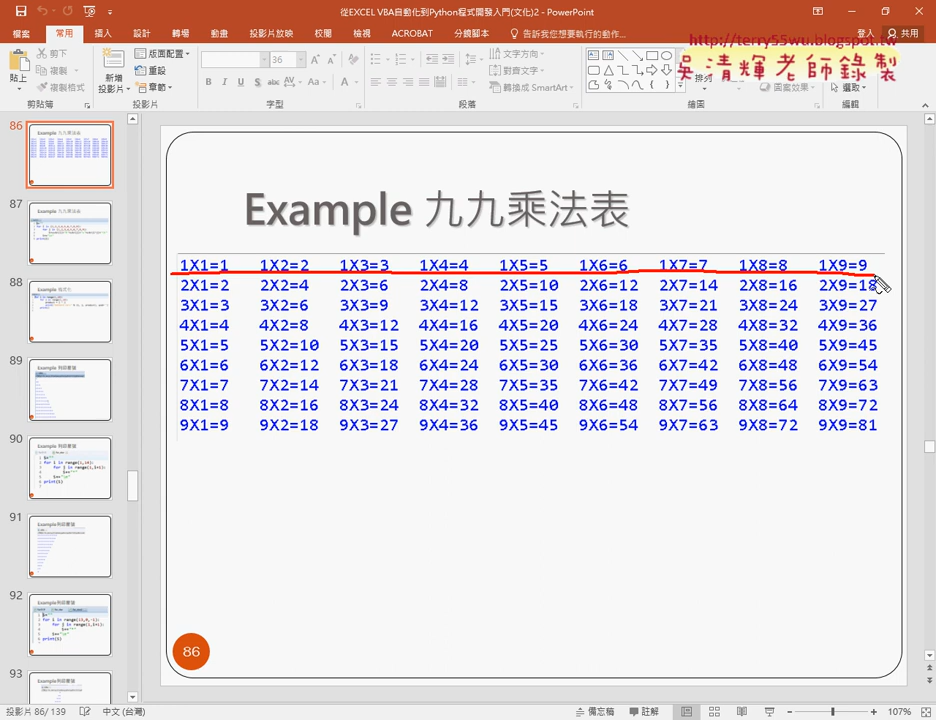 從EXCEL VBA自動化到Python程式開發入門(文化)2 - PowerPoint
檔案 常用 插入 設計 轉場 動畫 投影片放映 校閱 檢視 ACROBAT 分鏡腳本 告訴我您想要執行的動作... 登入 共用
http://terry55wu.blogspot.tw
吳清輝老師錄製
貼上 剪下 複製 複製格式 剪貼簿
新增投影片 版面配置 重設 章節 投影片
36 B I U S abc AV Aa A 字型
文字方向 對齊文字 轉換成 SmartArt 段落
排列 圖案效果 繪圖
選取 編輯
86
87
88
89
90
91
92
93
Example 九九乘法表
1X1=1 1X2=2 1X3=3 1X4=4 1X5=5 1X6=6 1X7=7 1X8=8 1X9=9
2X1=2 2X2=4 2X3=6 2X4=8 2X5=10 2X6=12 2X7=14 2X8=16 2X9=18
3X1=3 3X2=6 3X3=9 3X4=12 3X5=15 3X6=18 3X7=21 3X8=24 3X9=27
4X1=4 4X2=8 4X3=12 4X4=16 4X5=20 4X6=24 4X7=28 4X8=32 4X9=36
5X1=5 5X2=10 5X3=15 5X4=20 5X5=25 5X6=30 5X7=35 5X8=40 5X9=45
6X1=6 6X2=12 6X3=18 6X4=24 6X5=30 6X6=36 6X7=42 6X8=48 6X9=54
7X1=7 7X2=14 7X3=21 7X4=28 7X5=35 7X6=42 7X7=49 7X8=56 7X9=63
8X1=8 8X2=16 8X3=24 8X4=32 8X5=40 8X6=48 8X7=56 8X8=64 8X9=72
9X1=9 9X2=18 9X3=27 9X4=36 9X5=45 9X6=54 9X7=63 9X8=72 9X9=81
86
投影片 86/139 中文 (台灣) 備忘稿 註解 107%